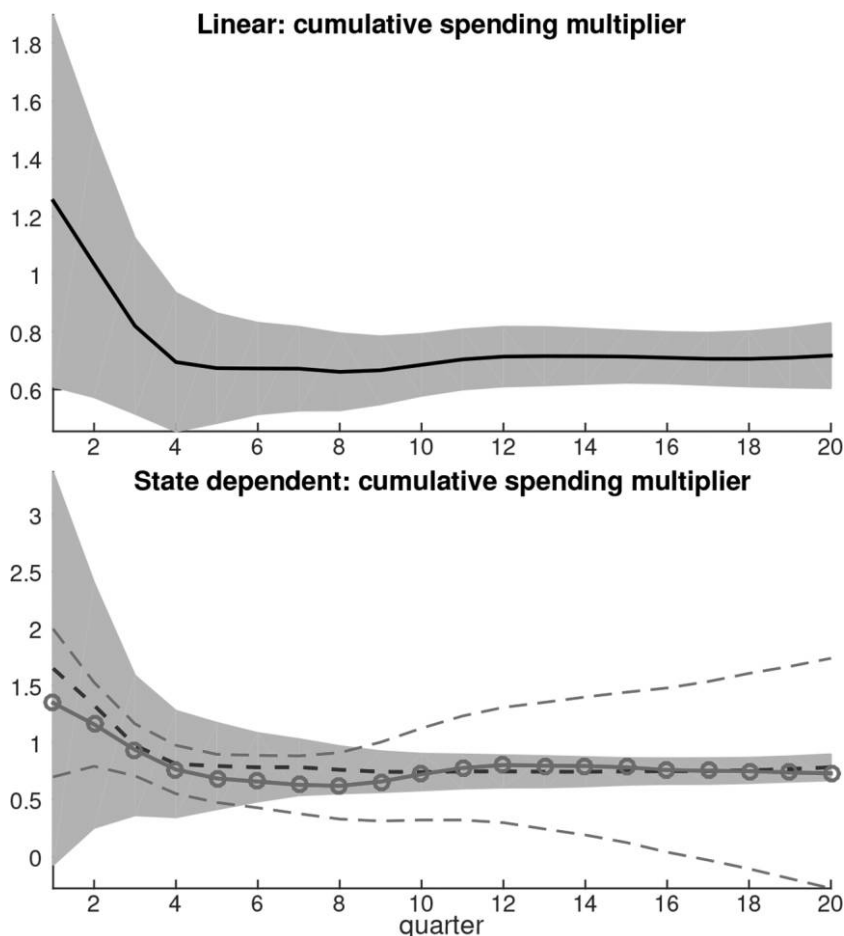 Linear: cumulative spending multiplier
1.8
1.6
1.4
1.2
1
0.8
0.6
2 4 6 8 10 12 14 16 18 20
State dependent: cumulative spending multiplier
3
2.5
2
1.5
1
0.5
0
2 4 6 8 10 12 14 16 18 20
quarter